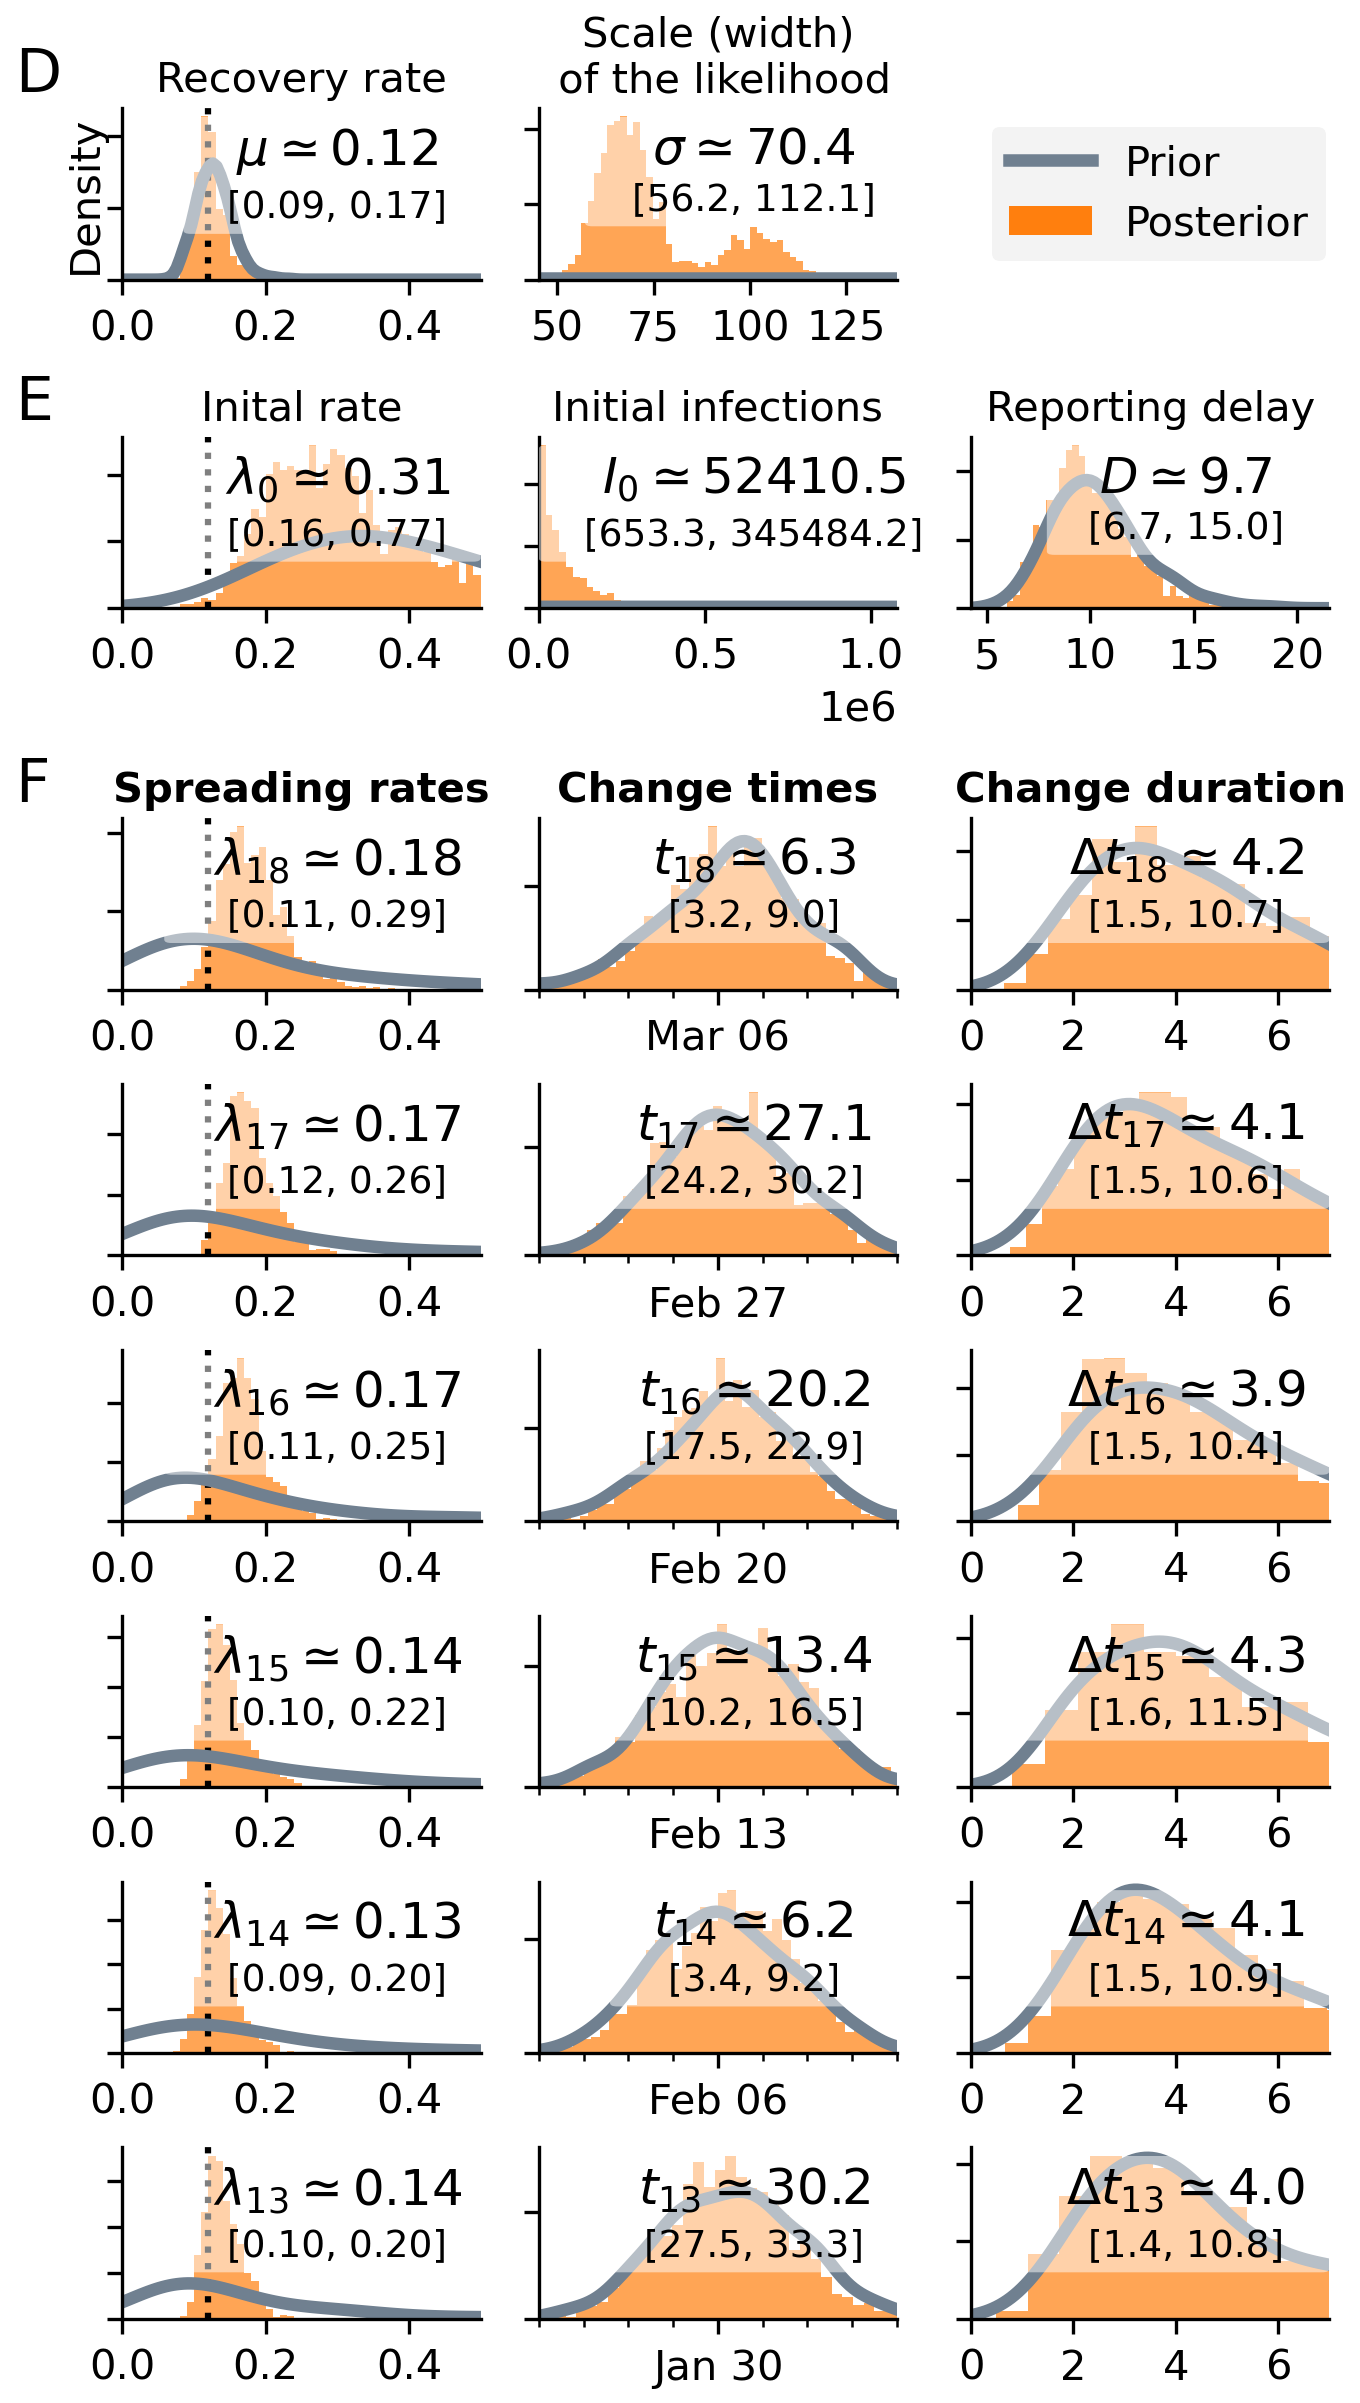 D
Recovery rate
Scale (width)
of the likelihood
Density
μ ≃ 0.12
[0.09, 0.17]
0.0 0.2 0.4
σ ≃ 70.4
[56.2, 112.1]
50 75 100 125
Prior
Posterior
E
Inital rate
λ0 ≃ 0.31
[0.16, 0.77]
0.0 0.2 0.4
Initial infections
I0 ≃ 52410.5
[653.3, 345484.2]
0.0 0.5 1.0
1e6
Reporting delay
D ≃ 9.7
[6.7, 15.0]
5 10 15 20
F
Spreading rates
Change times
Change duration
λ18 ≃ 0.18
[0.11, 0.29]
0.0 0.2 0.4
t18 ≃ 6.3
[3.2, 9.0]
Mar 06
Δt18 ≃ 4.2
[1.5, 10.7]
0 2 4 6
λ17 ≃ 0.17
[0.12, 0.26]
0.0 0.2 0.4
t17 ≃ 27.1
[24.2, 30.2]
Feb 27
Δt17 ≃ 4.1
[1.5, 10.6]
0 2 4 6
λ16 ≃ 0.17
[0.11, 0.25]
0.0 0.2 0.4
t16 ≃ 20.2
[17.5, 22.9]
Feb 20
Δt16 ≃ 3.9
[1.5, 10.4]
0 2 4 6
λ15 ≃ 0.14
[0.10, 0.22]
0.0 0.2 0.4
t15 ≃ 13.4
[10.2, 16.5]
Feb 13
Δt15 ≃ 4.3
[1.6, 11.5]
0 2 4 6
λ14 ≃ 0.13
[0.09, 0.20]
0.0 0.2 0.4
t14 ≃ 6.2
[3.4, 9.2]
Feb 06
Δt14 ≃ 4.1
[1.5, 10.9]
0 2 4 6
λ13 ≃ 0.14
[0.10, 0.20]
0.0 0.2 0.4
t13 ≃ 30.2
[27.5, 33.3]
Jan 30
Δt13 ≃ 4.0
[1.4, 10.8]
0 2 4 6